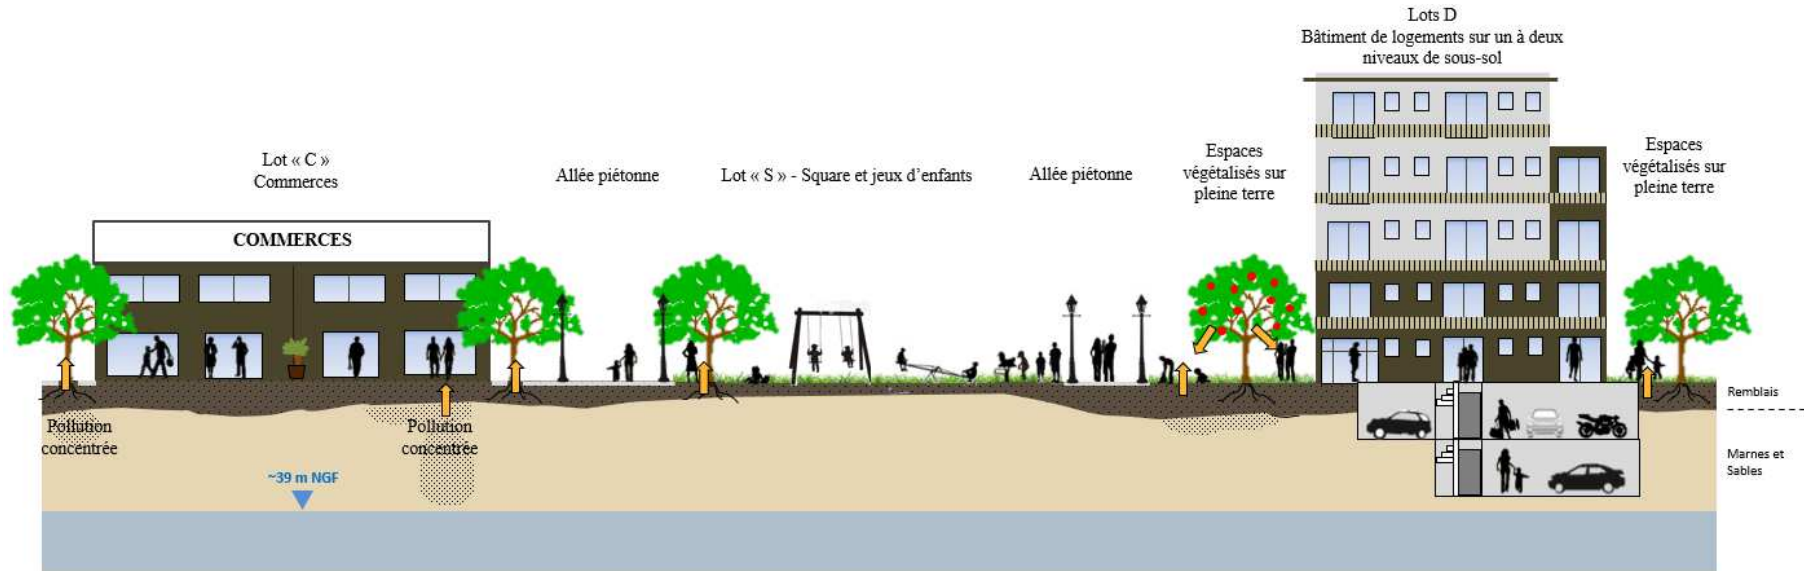 Lots D
Bâtiment de logements sur un à deux
niveaux de sous-sol
Lot « C »
Commerces
Allée piétonne
Lot « S » - Square et jeux d’enfants
Allée piétonne
Espaces
végétalisés sur
pleine terre
Espaces
végétalisés sur
pleine terre
COMMERCES
Remblais
Pollution
concentrée
Pollution
concentrée
Marnes et
Sables
~39 m NGF